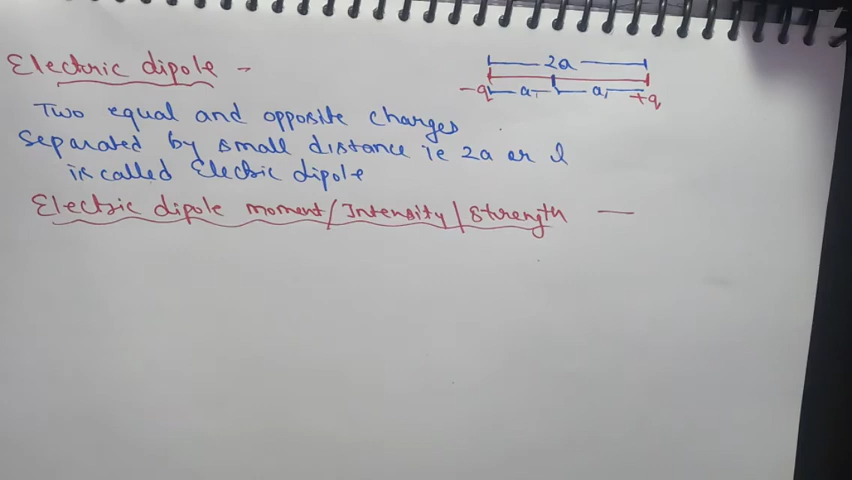 Electric dipole -
2a
-q a a +q
Two equal and opposite charges
separated by small distance ie 2a or l
is called Electric dipole
Electric dipole moment/Intensity/Strength —